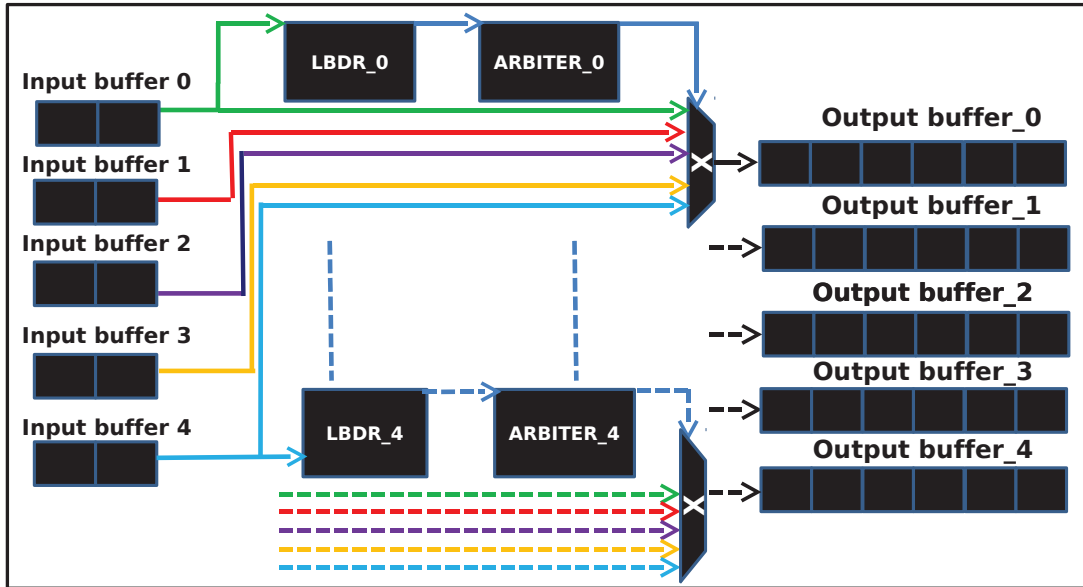 LBDR_0
ARBITER_0
Input buffer 0
Output buffer_0
Input buffer 1
X
Output buffer_1
Input buffer 2
Output buffer_2
Input buffer 3
Output buffer_3
Input buffer 4
LBDR_4
ARBITER_4
Output buffer_4
X